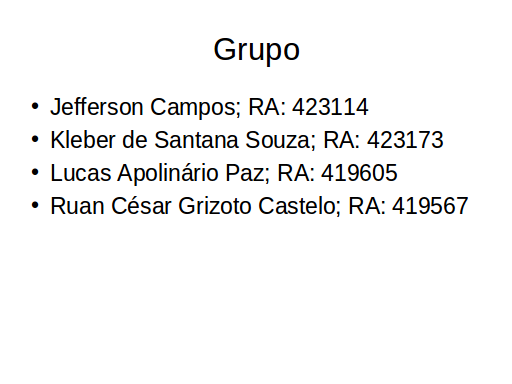 Grupo
• Jefferson Campos; RA: 423114
• Kleber de Santana Souza; RA: 423173
• Lucas Apolinário Paz; RA: 419605
• Ruan César Grizoto Castelo; RA: 419567